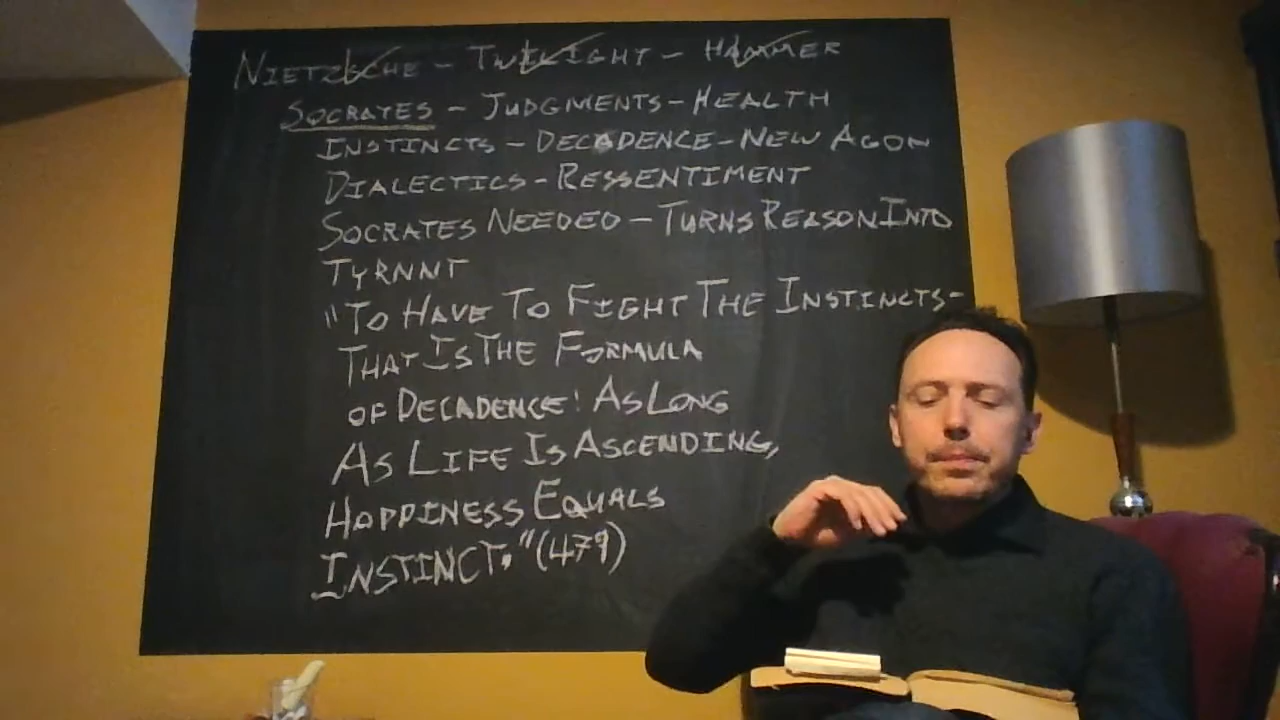 NIETZSCHE - TWILIGHT - HAMMER
SOCRATES - JUDGMENTS - HEALTH
INSTINCTS - DECADENCE - NEW AGON
DIALECTICS - RESSENTIMENT
SOCRATES NEEDED - TURNS REASON INTO
TYRNNT
"TO HAVE TO FIGHT THE INSTINCTS-
THAT IS THE FORMULA
OF DECADENCE: AS LONG
AS LIFE IS ASCENDING,
HAPPINESS EQUALS
INSTINCT." (479)